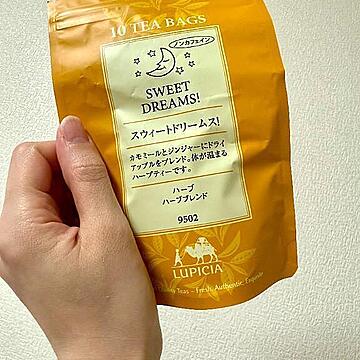 10 TEA BAGS
ノンカフェイン
SWEET
DREAMS!
スウィートドリームス!
カモミールとジンジャーにドライ
アップルをブレンド。体が温まる
ハーブティーです。
ハーブ
ハーブブレンド
9502
LUPICIA
Teas – Fresh, Authentic, Exquisite